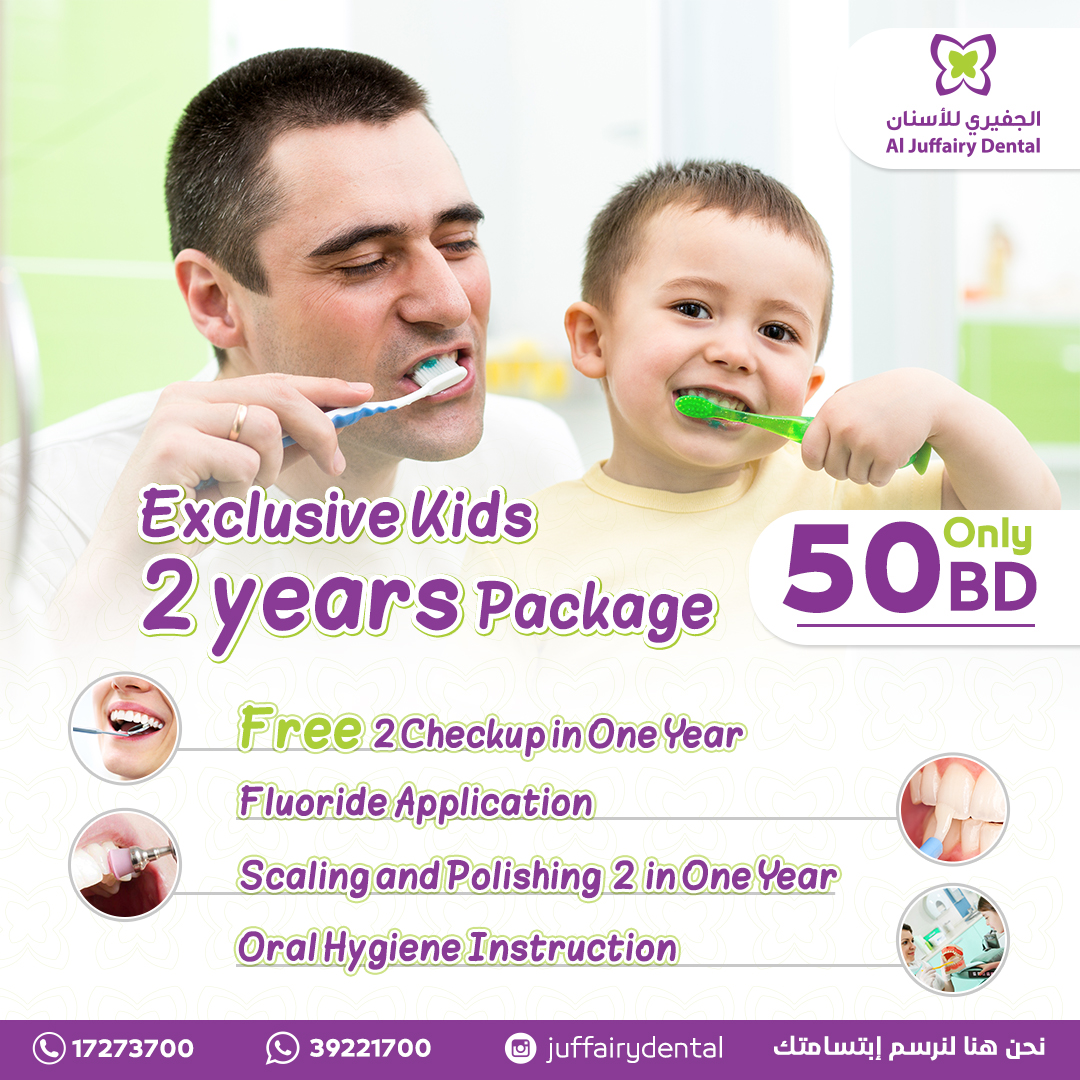 الجفيري للأسنان
Al Juffairy Dental
Exclusive Kids
2 years Package
Only
50 BD
Free 2 Checkup in One Year
Fluoride Application
Scaling and Polishing 2 in One Year
Oral Hygiene Instruction
17273700
39221700
juffairydental
نحن هنا لنرسم إبتسامتك